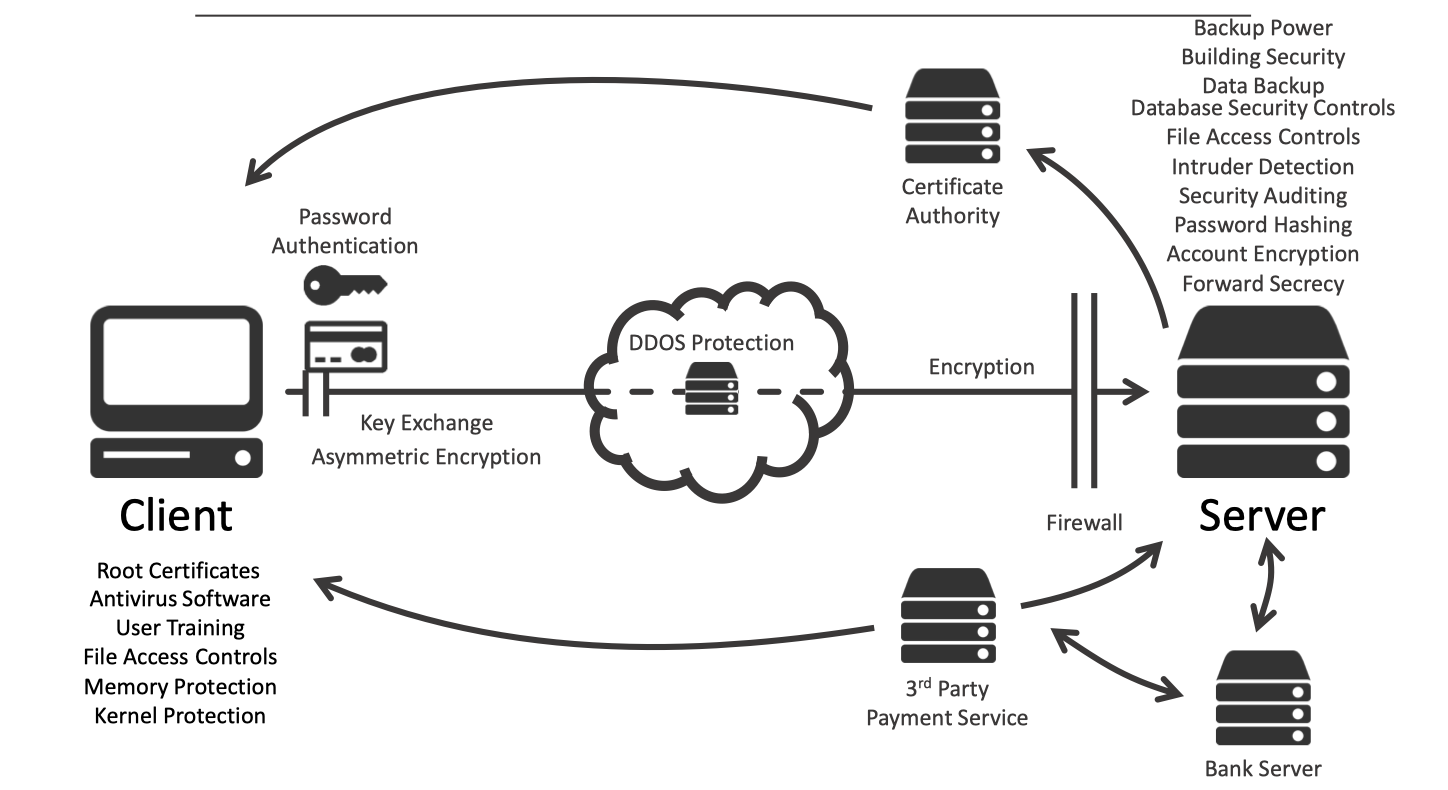 Backup Power
Building Security
Data Backup
Database Security Controls
File Access Controls
Intruder Detection
Security Auditing
Password Hashing
Account Encryption
Forward Secrecy
Certificate
Authority
Password
Authentication
DDOS Protection
Encryption
Key Exchange
Asymmetric Encryption
Client
Server
Firewall
Root Certificates
Antivirus Software
User Training
File Access Controls
Memory Protection
Kernel Protection
3rd Party
Payment Service
Bank Server